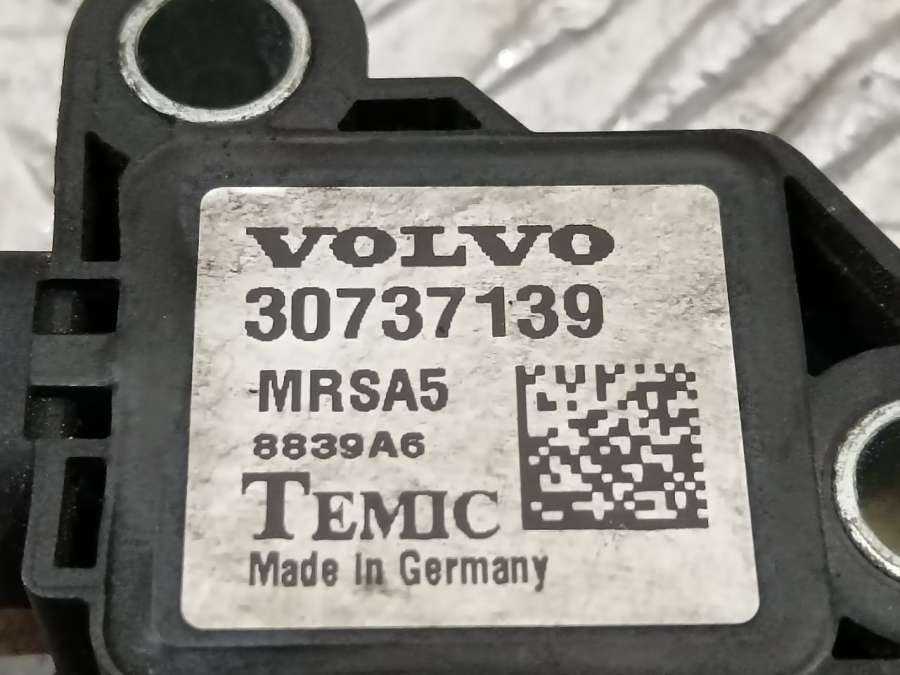 VOLVO
30737139
MRSA5
8839A6
TEMIC
Made In Germany